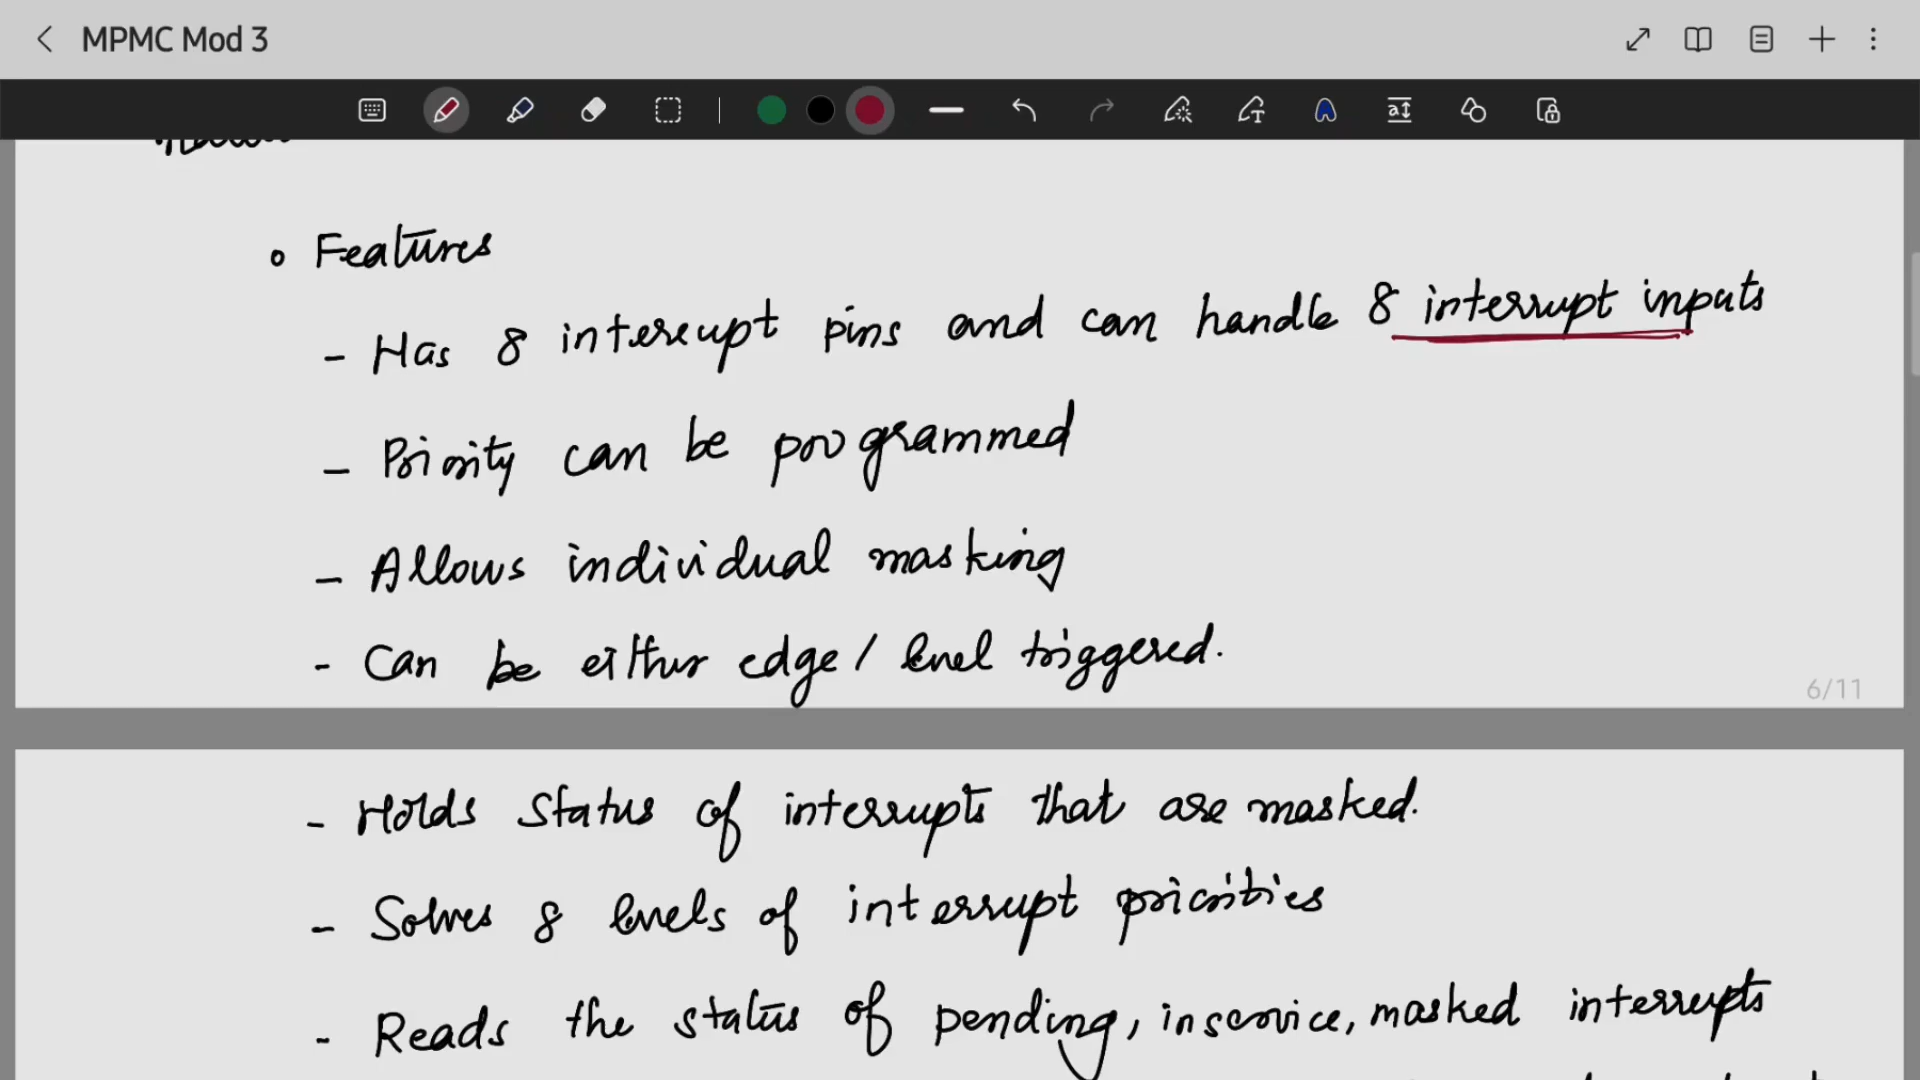 MPMC Mod 3
• Features
- Has 8 interrupt pins and can handle 8 interrupt inputs
- Priority can be programmed
- Allows individual masking
- Can be either edge / level triggered.
6/11
- Holds Status of interrupts that are masked.
- Solves 8 levels of interrupt priorities
- Reads the status of pending, inservice, masked interrupts